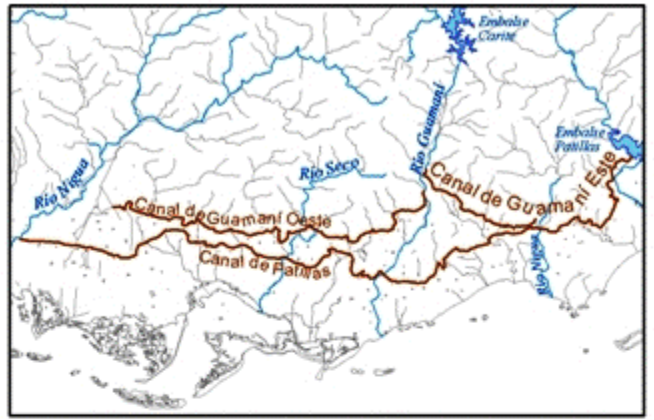 Embalse
Carite
Río Guamaní
Embalse
Patillas
Río Seco
Río Nigua
Canal de Guamaní Este
Canal de Guamaní Oeste
Canal de Patillas
Río Nigua